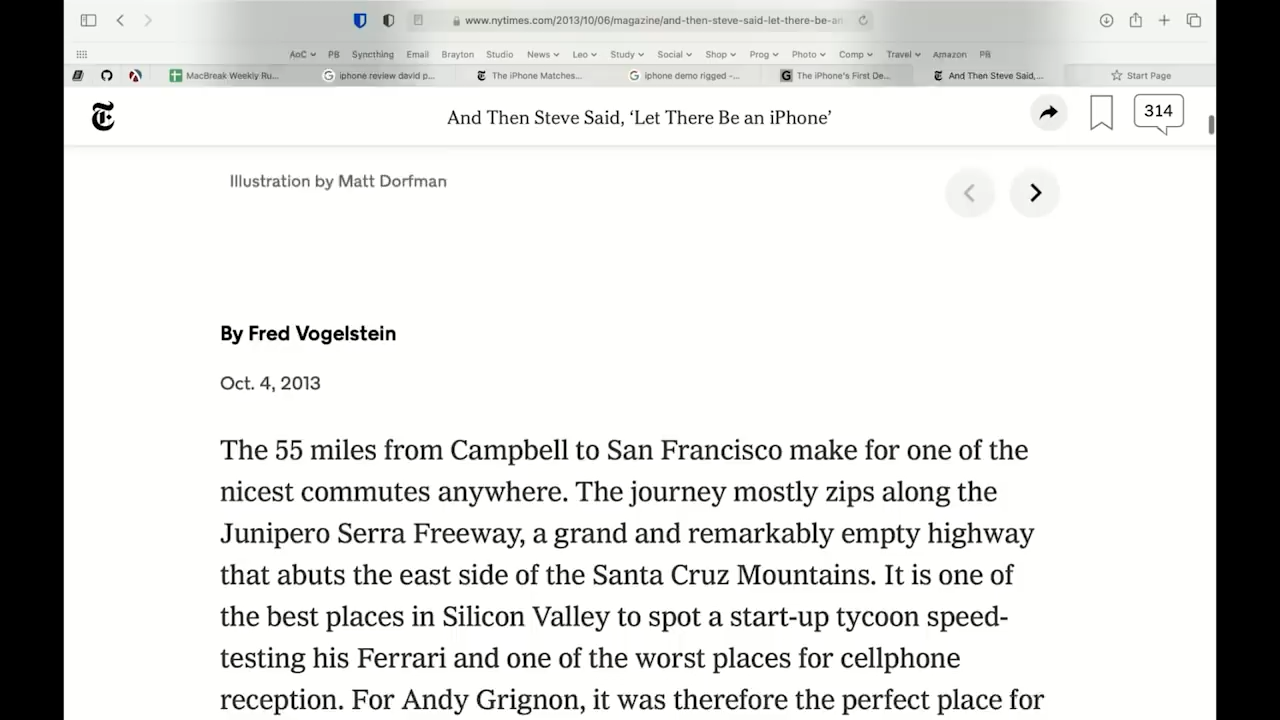 www.nytimes.com/2013/10/06/magazine/and-then-steve-said-let-there-be-an
AoC PB Syncthing Email Brayton Studio News Leo Study Social Shop Prog Photo Comp Travel Amazon PB
MacBreak Weekly Ru... iphone review david p... The iPhone Matches... iphone demo rigged -... The iPhone's First De... And Then Steve Said,... Start Page
And Then Steve Said, ‘Let There Be an iPhone’
314
Illustration by Matt Dorfman
By Fred Vogelstein
Oct. 4, 2013
The 55 miles from Campbell to San Francisco make for one of the
nicest commutes anywhere. The journey mostly zips along the
Junipero Serra Freeway, a grand and remarkably empty highway
that abuts the east side of the Santa Cruz Mountains. It is one of
the best places in Silicon Valley to spot a start-up tycoon speed-
testing his Ferrari and one of the worst places for cellphone
reception. For Andy Grignon, it was therefore the perfect place for